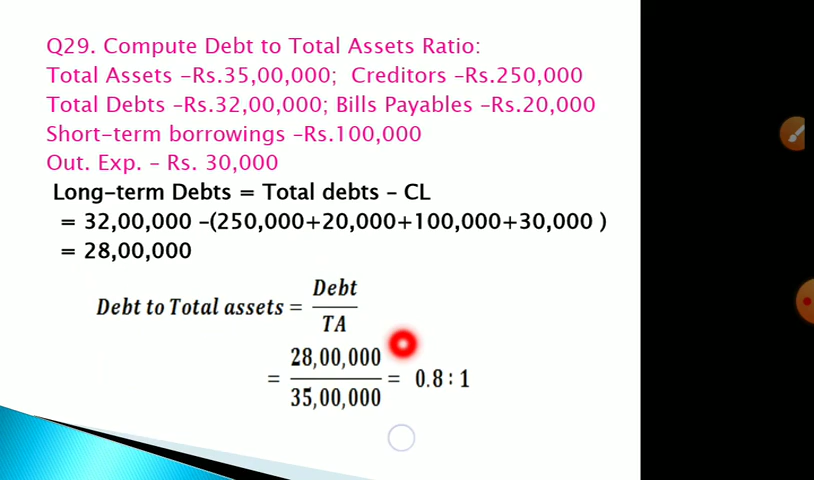 Q29. Compute Debt to Total Assets Ratio:
Total Assets –Rs.35,00,000; Creditors –Rs.250,000
Total Debts –Rs.32,00,000; Bills Payables –Rs.20,000
Short-term borrowings –Rs.100,000
Out. Exp. – Rs. 30,000
Long-term Debts = Total debts – CL
= 32,00,000 –(250,000+20,000+100,000+30,000 )
= 28,00,000
Debt to Total assets = Debt / TA
= 28,00,000 / 35,00,000 = 0.8 : 1